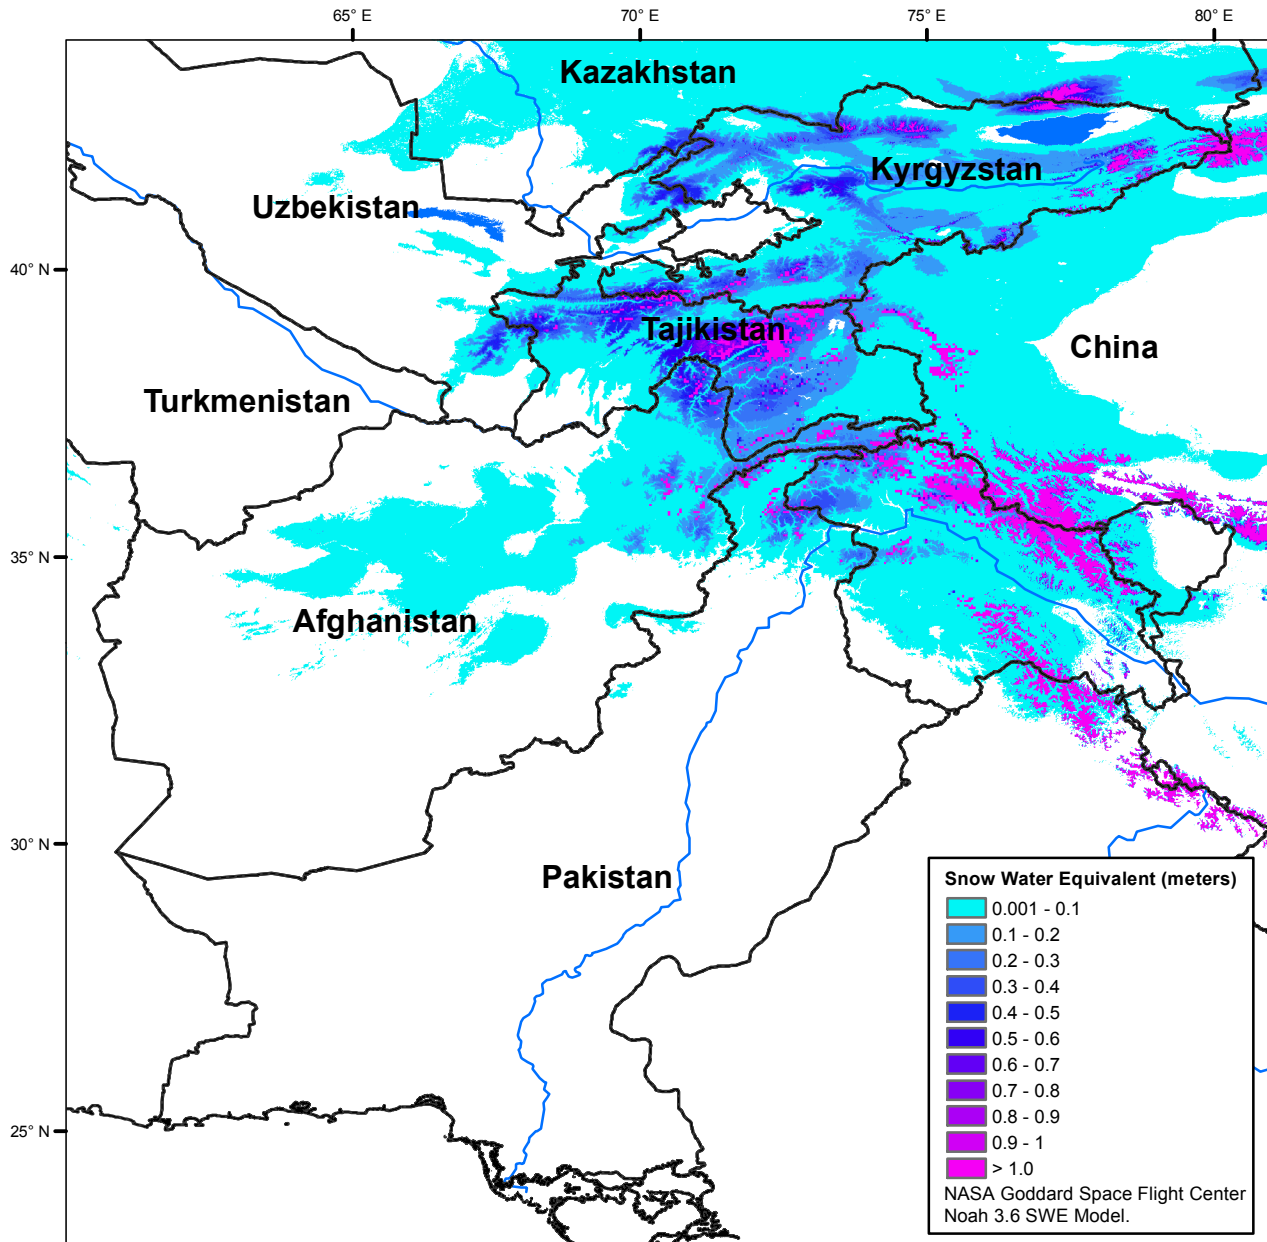 65° E
70° E
75° E
80° E
Kazakhstan
Kyrgyzstan
Uzbekistan
40° N
Tajikistan
China
Turkmenistan
35° N
Afghanistan
30° N
Pakistan
25° N
Snow Water Equivalent (meters)
0.001 - 0.1
0.1 - 0.2
0.2 - 0.3
0.3 - 0.4
0.4 - 0.5
0.5 - 0.6
0.6 - 0.7
0.7 - 0.8
0.8 - 0.9
0.9 - 1
> 1.0
NASA Goddard Space Flight Center
Noah 3.6 SWE Model.